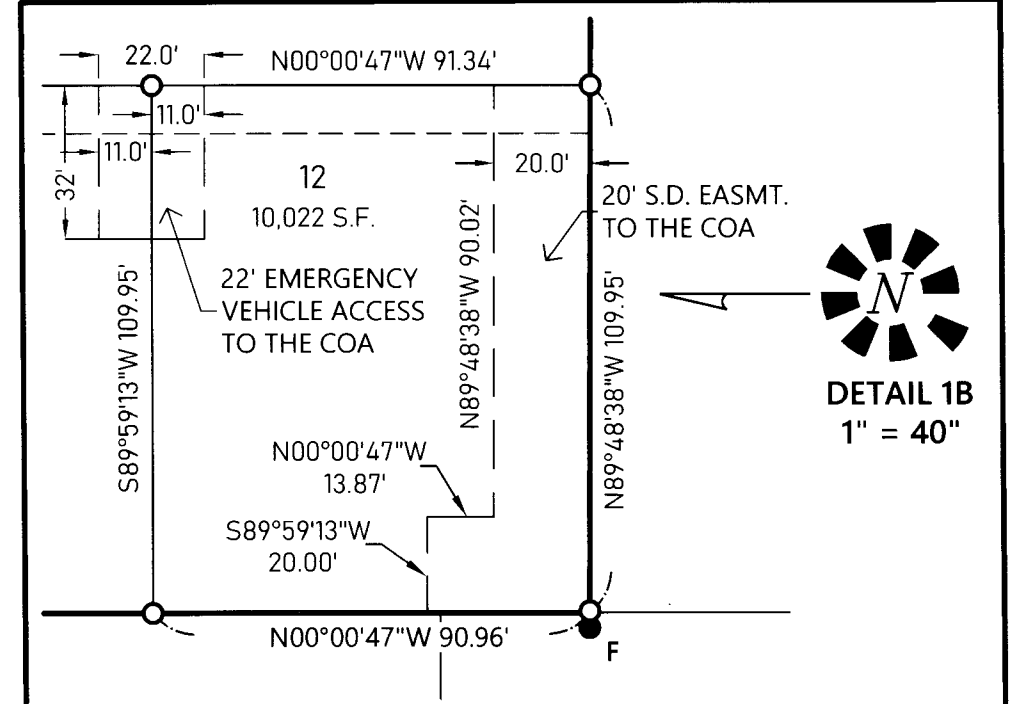 22.0'
N00°00'47"W 91.34'
11.0'
11.0'
32'
20.0'
12
10,022 S.F.
20' S.D. EASMT.
TO THE COA
22' EMERGENCY
VEHICLE ACCESS
TO THE COA
S89°59'13"W 109.95'
N89°48'38"W 90.02'
N89°48'38"W 109.95'
N
DETAIL 1B
1" = 40"
N00°00'47"W
13.87'
S89°59'13"W
20.00'
N00°00'47"W 90.96'
F